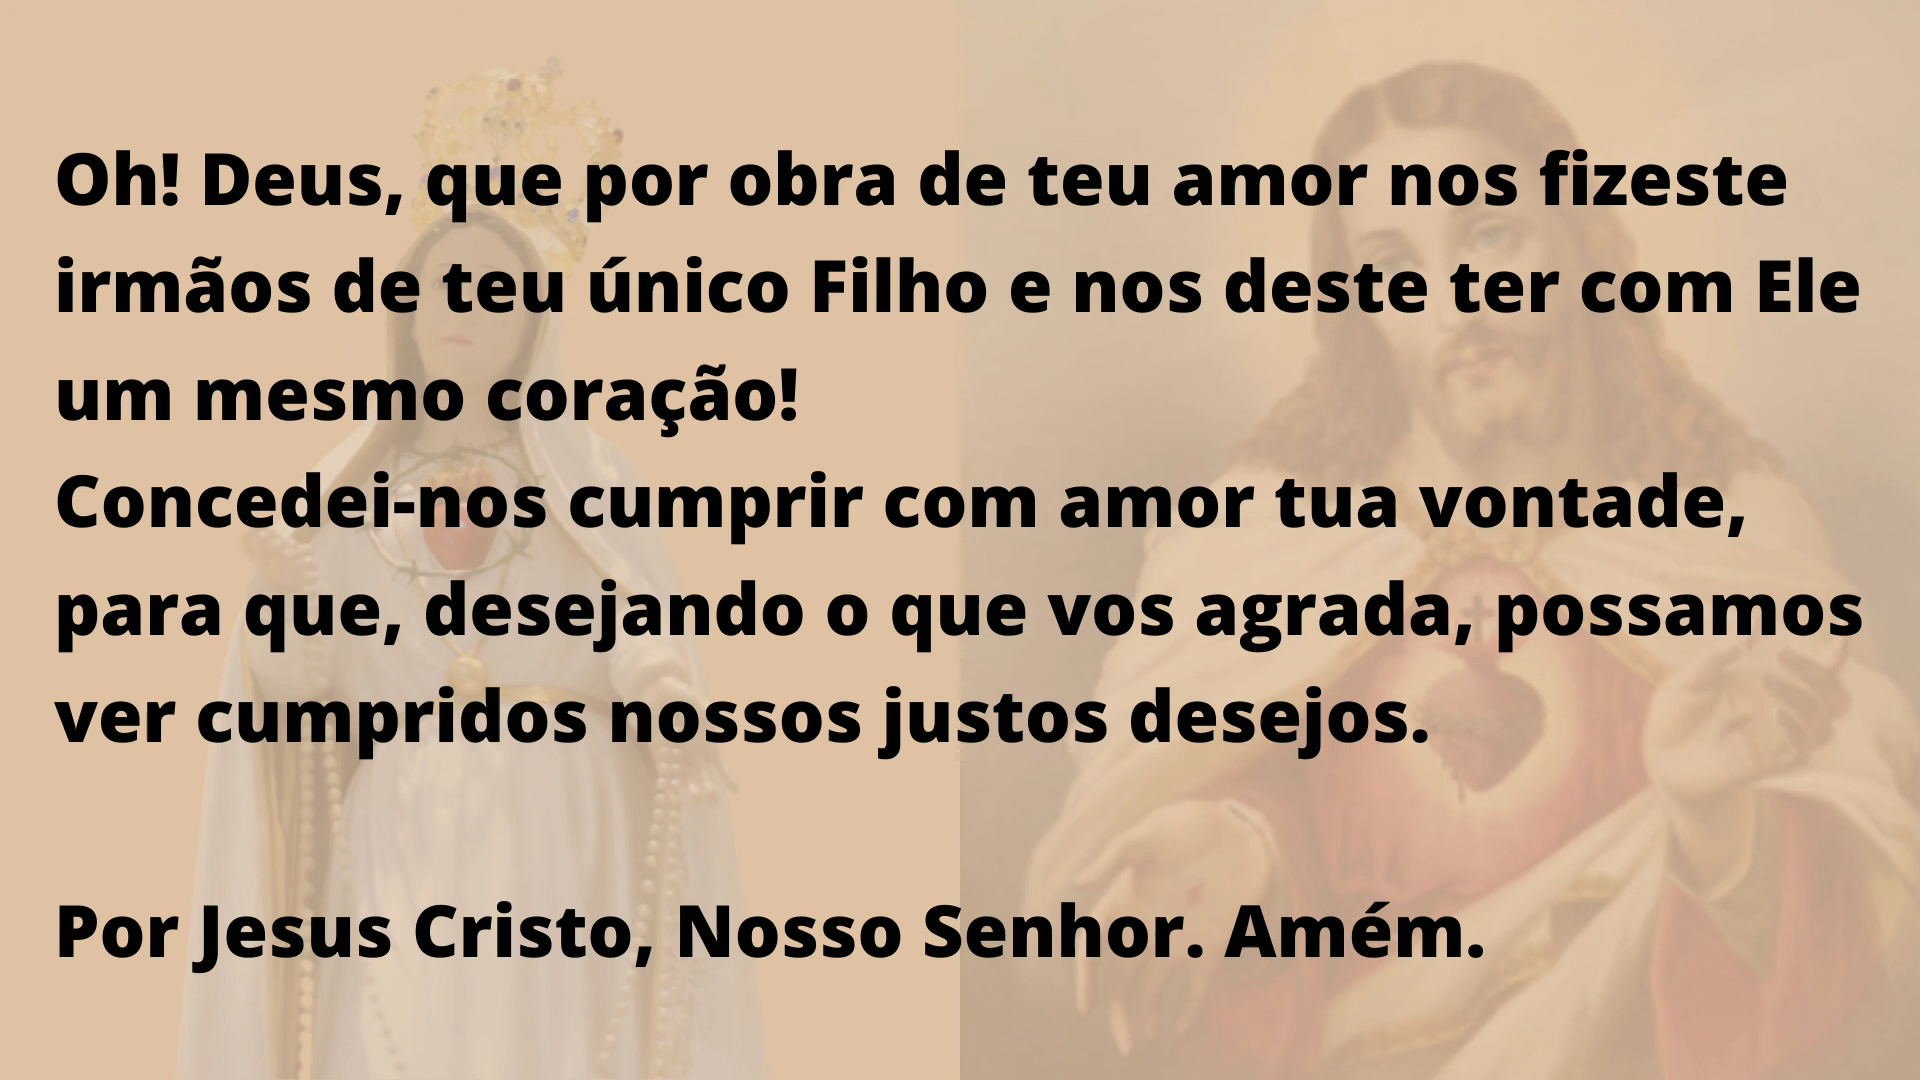 Oh! Deus, que por obra de teu amor nos fizeste
irmãos de teu único Filho e nos deste ter com Ele
um mesmo coração!
Concedei-nos cumprir com amor tua vontade,
para que, desejando o que vos agrada, possamos
ver cumpridos nossos justos desejos.
Por Jesus Cristo, Nosso Senhor. Amém.